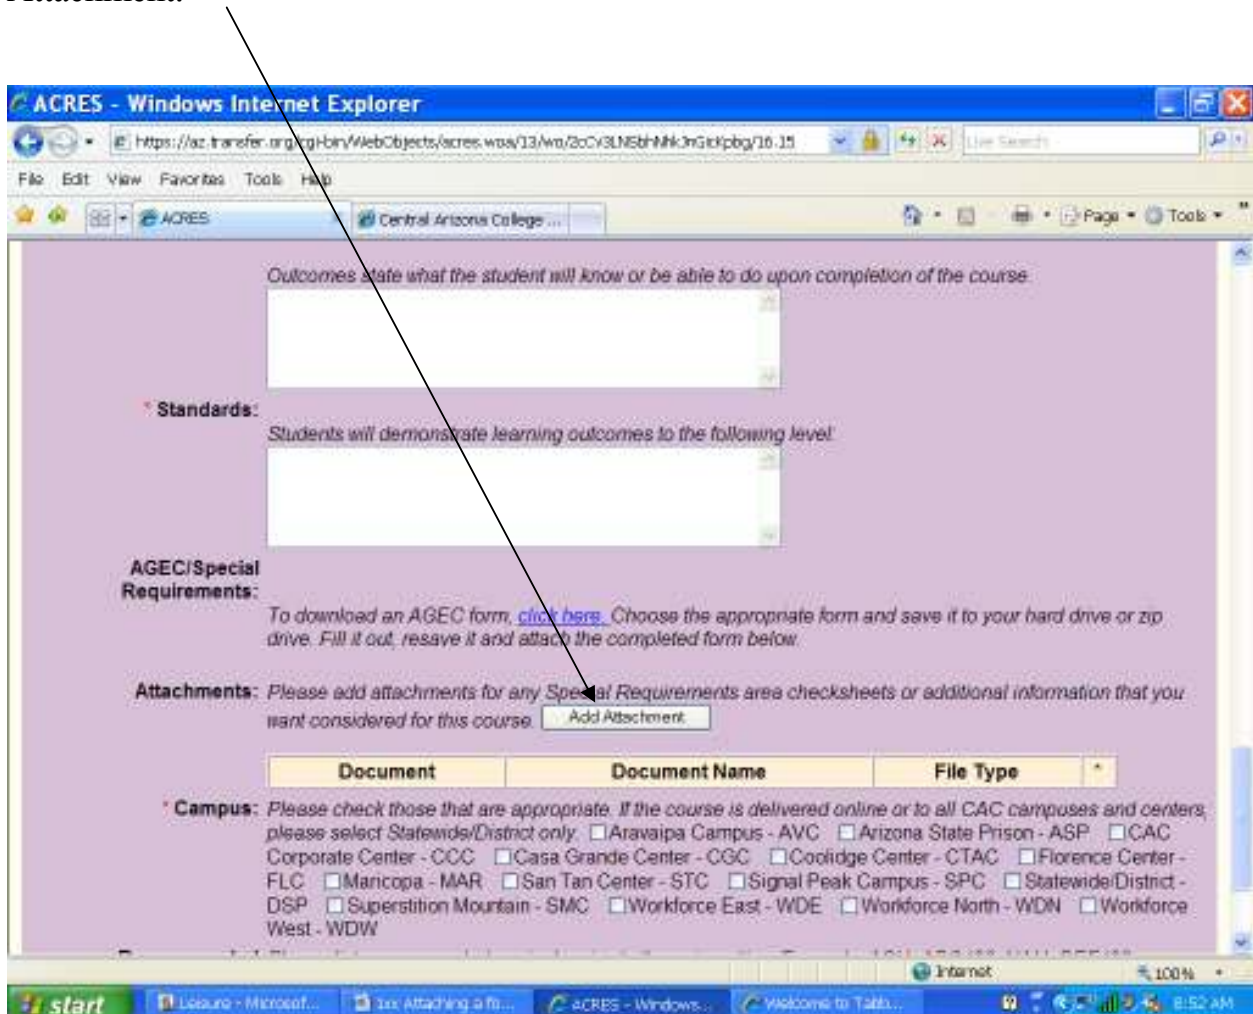 ACRES - Windows Internet Explorer
Live Search
File Edit View Favorites Tools Help
ACRES
Central Arizona College ...
Page
Tools
Outcomes state what the student will know or be able to do upon completion of the course.
* Standards:
Students will demonstrate learning outcomes to the following level:
AGEC/Special
Requirements:
To download an AGEC form, click here. Choose the appropriate form and save it to your hard drive or zip
drive. Fill it out, resave it and attach the completed form below.
Attachments: Please add attachments for any Special Requirements area checksheets or additional information that you
want considered for this course. Add Attachment
Document Document Name File Type ^
* Campus: Please check those that are appropriate. If the course is delivered online or to all CAC campuses and centers,
please select Statewide/District only. Aravaipa Campus - AVC Arizona State Prison - ASP CAC
Corporate Center - CCC Casa Grande Center - CGC Coolidge Center - CTAC Florence Center -
FLC Maricopa - MAR San Tan Center - STC Signal Peak Campus - SPC Statewide/District -
DSP Superstition Mountain - SMC Workforce East - WDE Workforce North - WDN Workforce
West - WDW
Internet
100%
start
Leisure - Microsof...
Attaching a fo...
ACRES - Windows...
Welcome to
8:52 AM